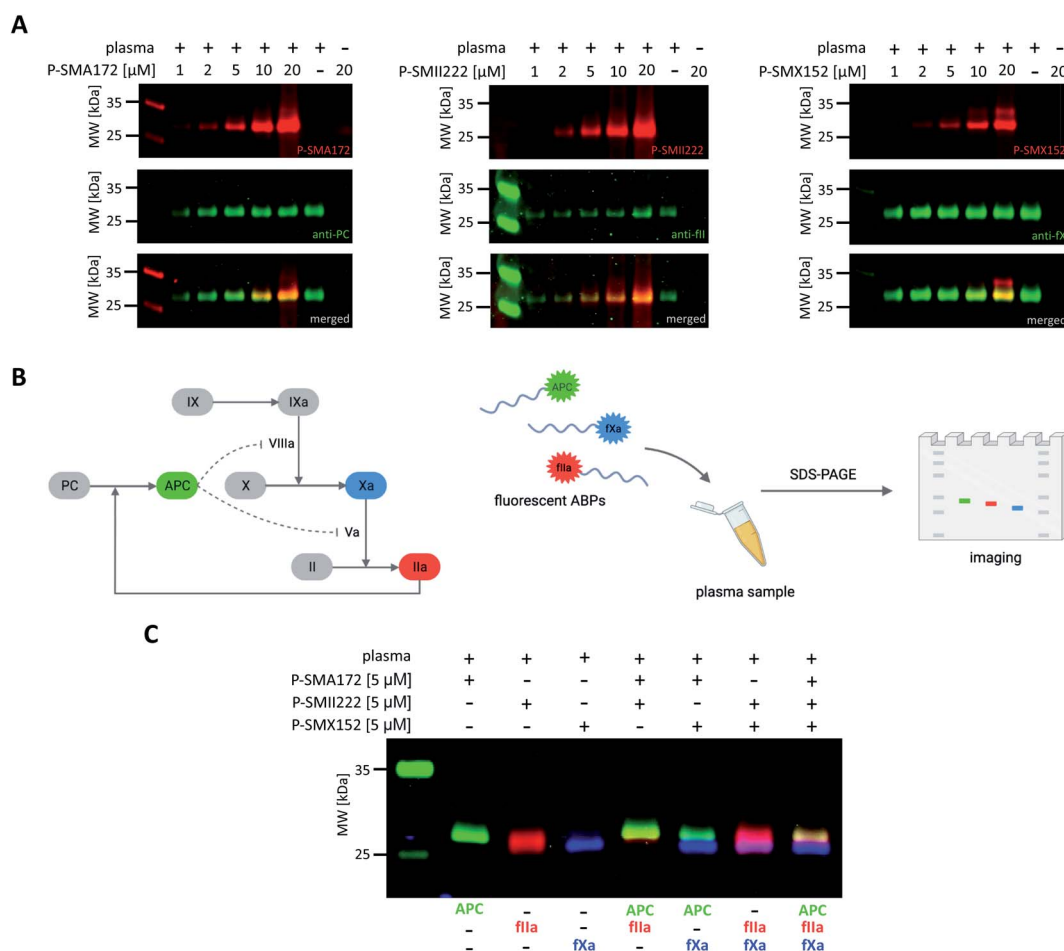 A
plasma + + + + + + –
P-SMA172 [µM] 1 2 5 10 20 – 20
MW [kDa]
35
25
P-SMA172
MW [kDa]
35
25
anti-PC
MW [kDa]
35
25
merged
plasma + + + + + + –
P-SMII222 [µM] 1 2 5 10 20 – 20
MW [kDa]
35
25
P-SMII222
MW [kDa]
35
25
anti-fII
MW [kDa]
35
25
merged
plasma + + + + + + –
P-SMX152 [µM] 1 2 5 10 20 – 20
MW [kDa]
35
25
P-SMX152
MW [kDa]
35
25
anti-fX
MW [kDa]
35
25
merged
B
IX IXa
VIIIa
PC APC X Xa
Va
II IIa
APC
fXa
fIIa
fluorescent ABPs
plasma sample
SDS-PAGE
imaging
C
plasma + + + + + + +
P-SMA172 [5 µM] + – – + + – +
P-SMII222 [5 µM] – + – + – + +
P-SMX152 [5 µM] – – + – + + +
MW [kDa]
35
25
APC – – APC APC – APC
– fIIa – fIIa – fIIa fIIa
– – fXa – fXa fXa fXa